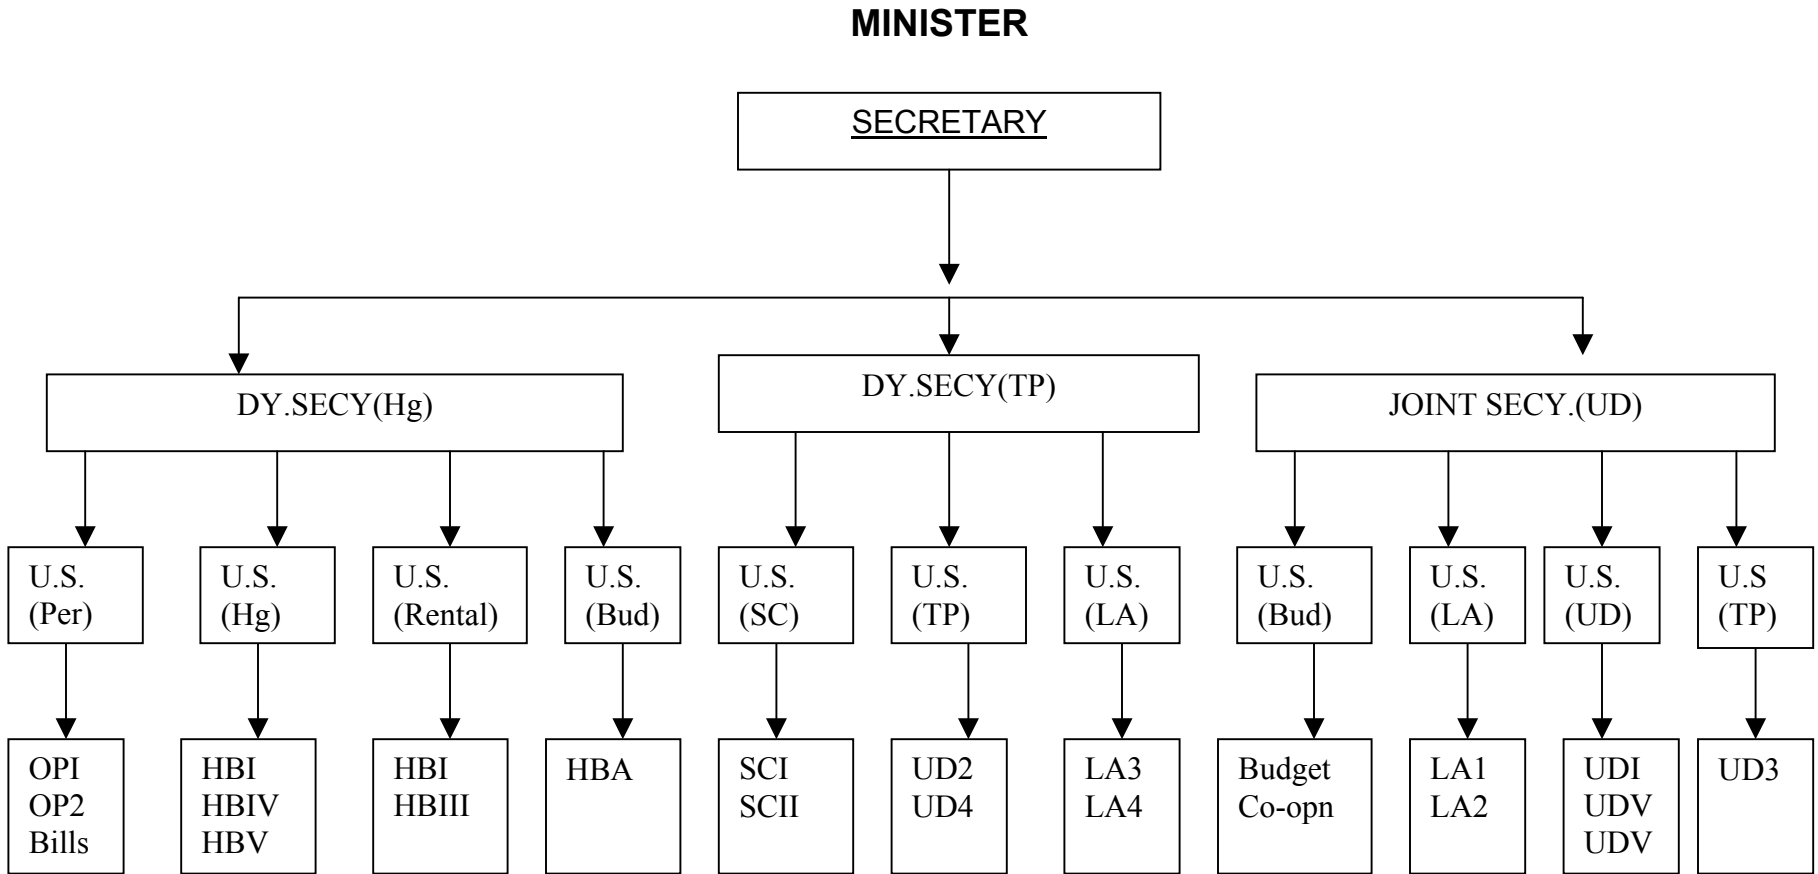 MINISTER
SECRETARY
DY.SECY(Hg)
DY.SECY(TP)
JOINT SECY.(UD)
U.S.
(Per)
U.S.
(Hg)
U.S.
(Rental)
U.S.
(Bud)
U.S.
(SC)
U.S.
(TP)
U.S.
(LA)
U.S.
(Bud)
U.S.
(LA)
U.S.
(UD)
U.S
(TP)
OPI
OP2
Bills
HBI
HBIV
HBV
HBI
HBIII
HBA
SCI
SCII
UD2
UD4
LA3
LA4
Budget
Co-opn
LA1
LA2
UDI
UDV
UDV
UD3